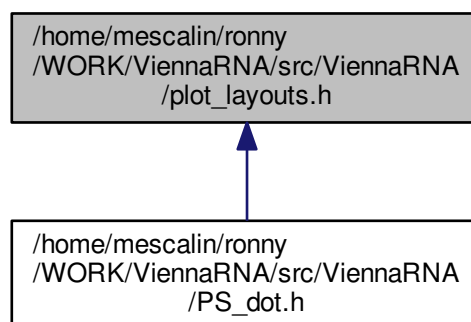 /home/mescalin/ronny
/WORK/ViennaRNA/src/ViennaRNA
/plot_layouts.h
/home/mescalin/ronny
/WORK/ViennaRNA/src/ViennaRNA
/PS_dot.h